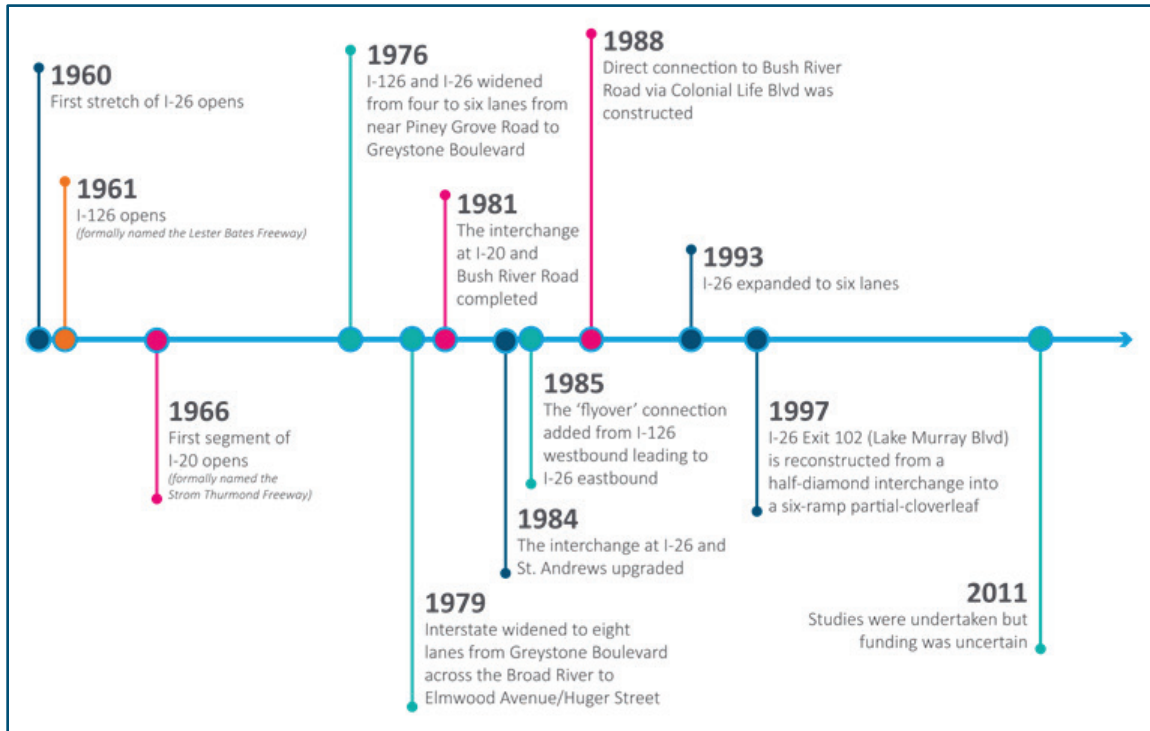 1960
First stretch of I-26 opens
1961
I-126 opens
(formally named the Lester Bates Freeway)
1966
First segment of
I-20 opens
(formally named the
Strom Thurmond Freeway)
1976
I-126 and I-26 widened
from four to six lanes from
near Piney Grove Road to
Greystone Boulevard
1979
Interstate widened to eight
lanes from Greystone Boulevard
across the Broad River to
Elmwood Avenue/Huger Street
1981
The interchange
at I-20 and
Bush River Road
completed
1984
The interchange at I-26 and
St. Andrews upgraded
1985
The ‘flyover’ connection
added from I-126
westbound leading to
I-26 eastbound
1988
Direct connection to Bush River
Road via Colonial Life Blvd was
constructed
1993
I-26 expanded to six lanes
1997
I-26 Exit 102 (Lake Murray Blvd)
is reconstructed from a
half-diamond interchange into
a six-ramp partial-cloverleaf
2011
Studies were undertaken but
funding was uncertain